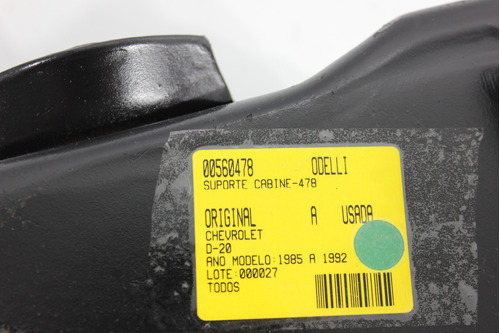 00560478 ODELLI
SUPORTE CABINE-478
ORIGINAL A USADA
CHEVROLET
D-20
ANO MODELO:1985 A 1992
LOTE:000027
TODOS